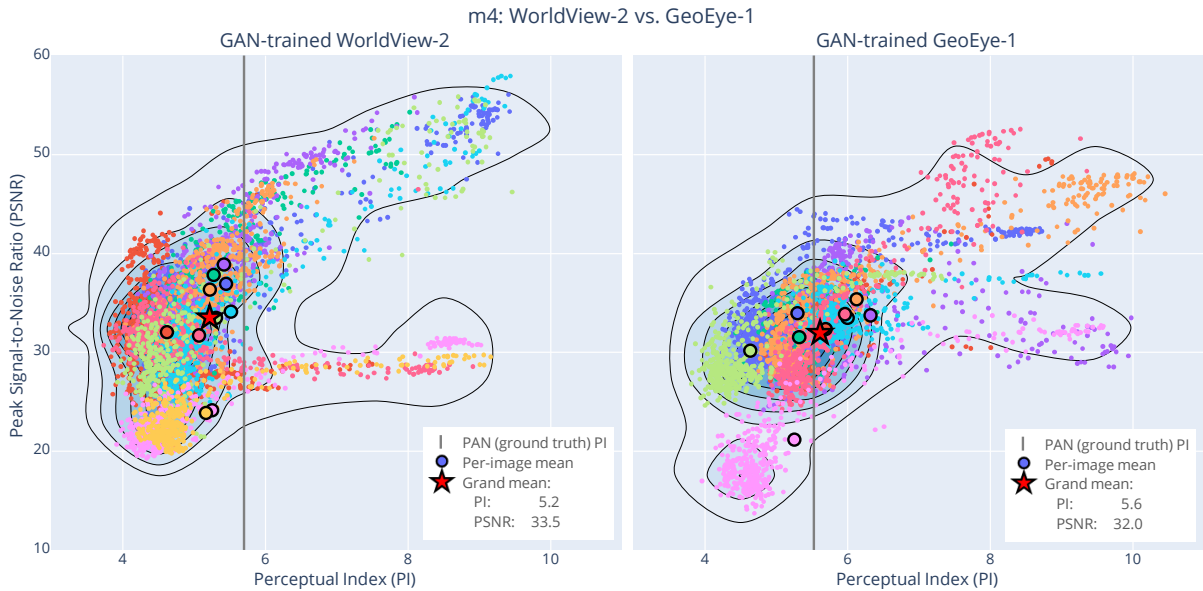 m4: WorldView-2 vs. GeoEye-1
GAN-trained WorldView-2
GAN-trained GeoEye-1
Peak Signal-to-Noise Ratio (PSNR)
60
50
40
30
20
10
PAN (ground truth) PI
Per-image mean
Grand mean:
PI: 5.2
PSNR: 33.5
4
6
8
10
Perceptual Index (PI)
PAN (ground truth) PI
Per-image mean
Grand mean:
PI: 5.6
PSNR: 32.0
4
6
8
10
Perceptual Index (PI)